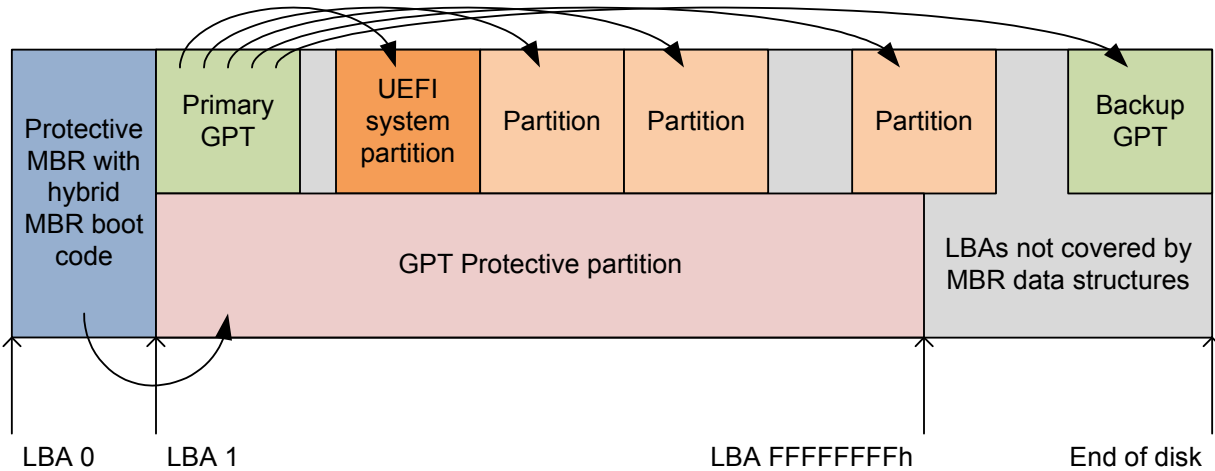 Protective
MBR with
hybrid
MBR boot
code
Primary
GPT
UEFI
system
partition
Partition
Partition
Partition
Backup
GPT
GPT Protective partition
LBAs not covered by
MBR data structures
LBA 0
LBA 1
LBA FFFFFFFFh
End of disk